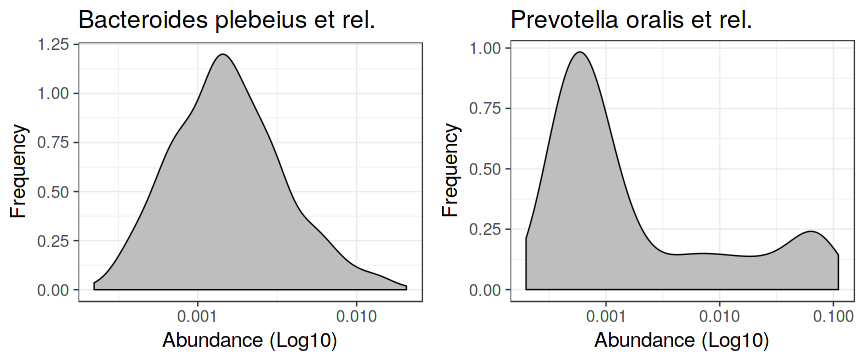 Bacteroides plebeius et rel.
1.25
1.00
0.75
0.50
0.25
0.00
Frequency
0.001
0.010
Abundance (Log10)
Prevotella oralis et rel.
1.00
0.75
0.50
0.25
0.00
Frequency
0.001
0.010
0.100
Abundance (Log10)